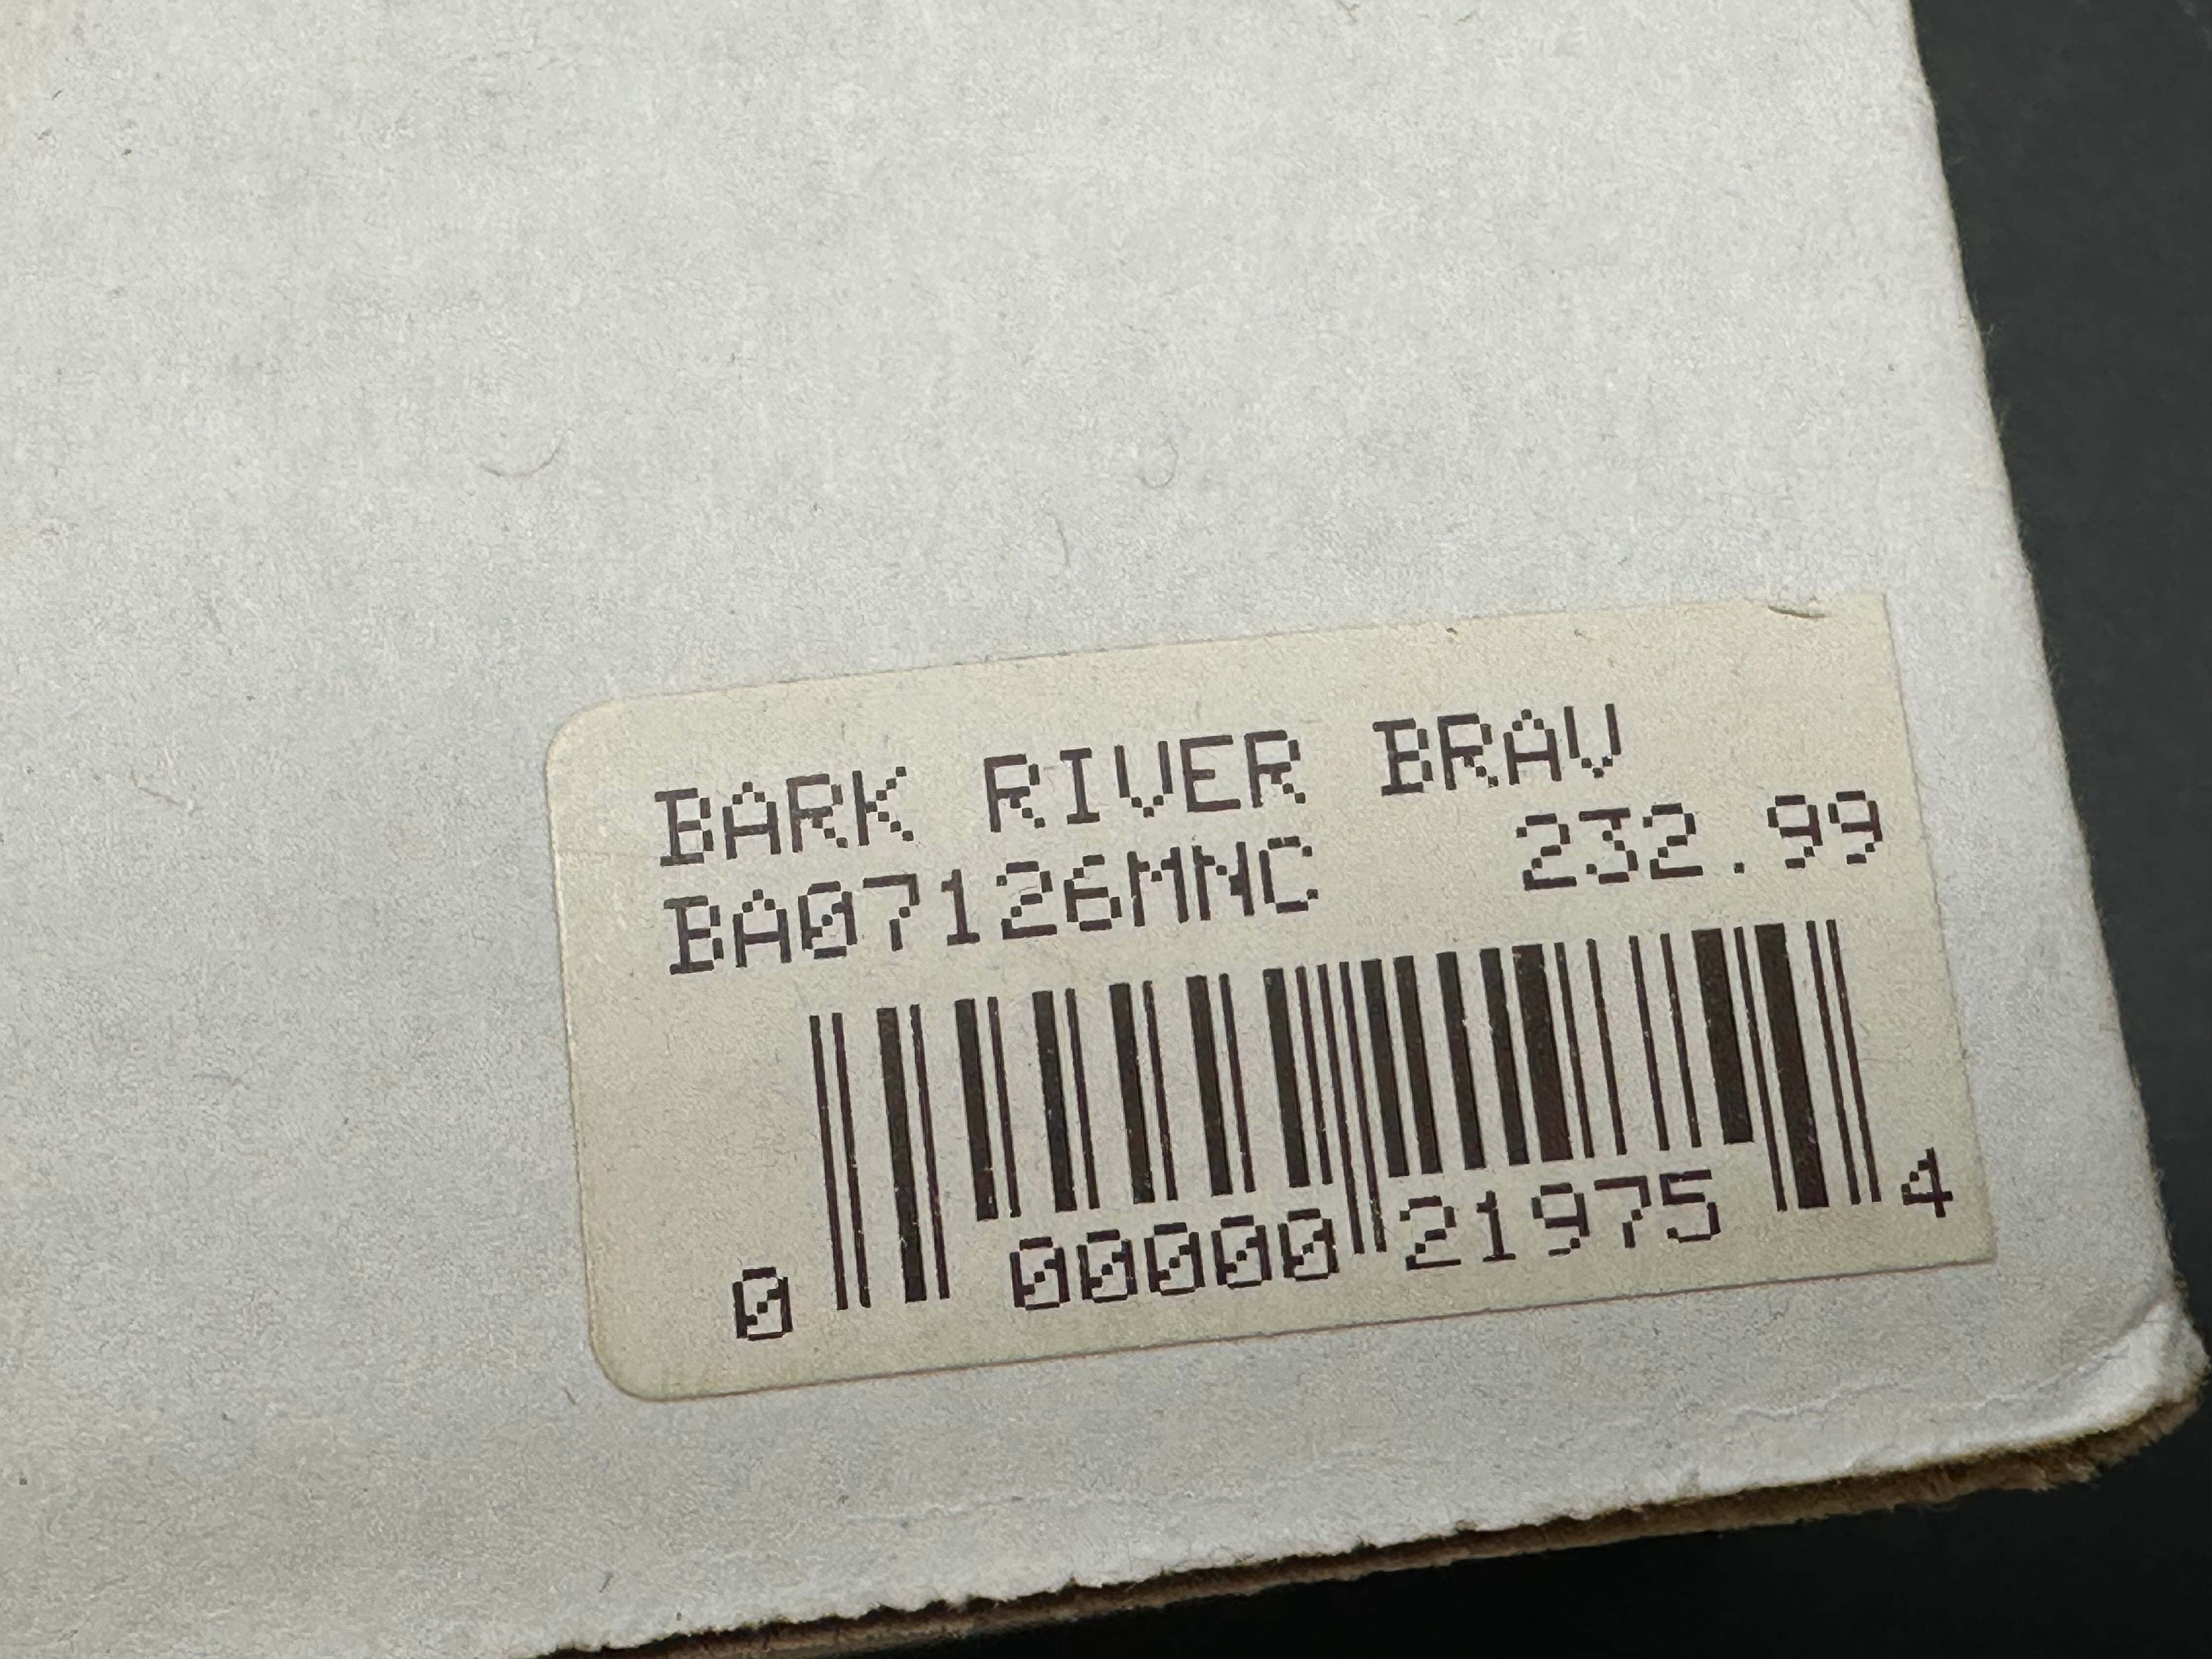 BARK RIVER BRAV
BA07126MNC 232.99
0 00000 21975 4